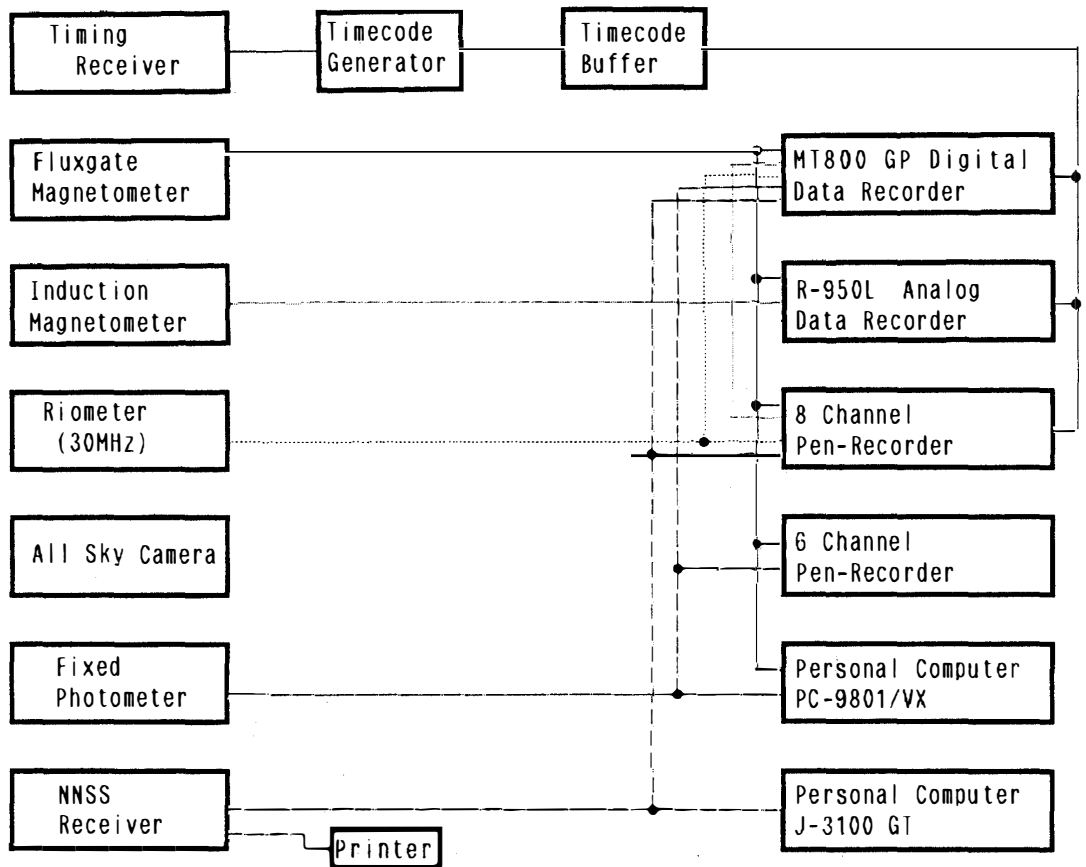 Timing
Receiver
Timecode
Generator
Timecode
Buffer
Fluxgate
Magnetometer
MT800 GP Digital
Data Recorder
Induction
Magnetometer
R-950L Analog
Data Recorder
Riometer
(30MHz)
8 Channel
Pen-Recorder
All Sky Camera
6 Channel
Pen-Recorder
Fixed
Photometer
Personal Computer
PC-9801/VX
NNSS
Receiver
Personal Computer
J-3100 GT
Printer